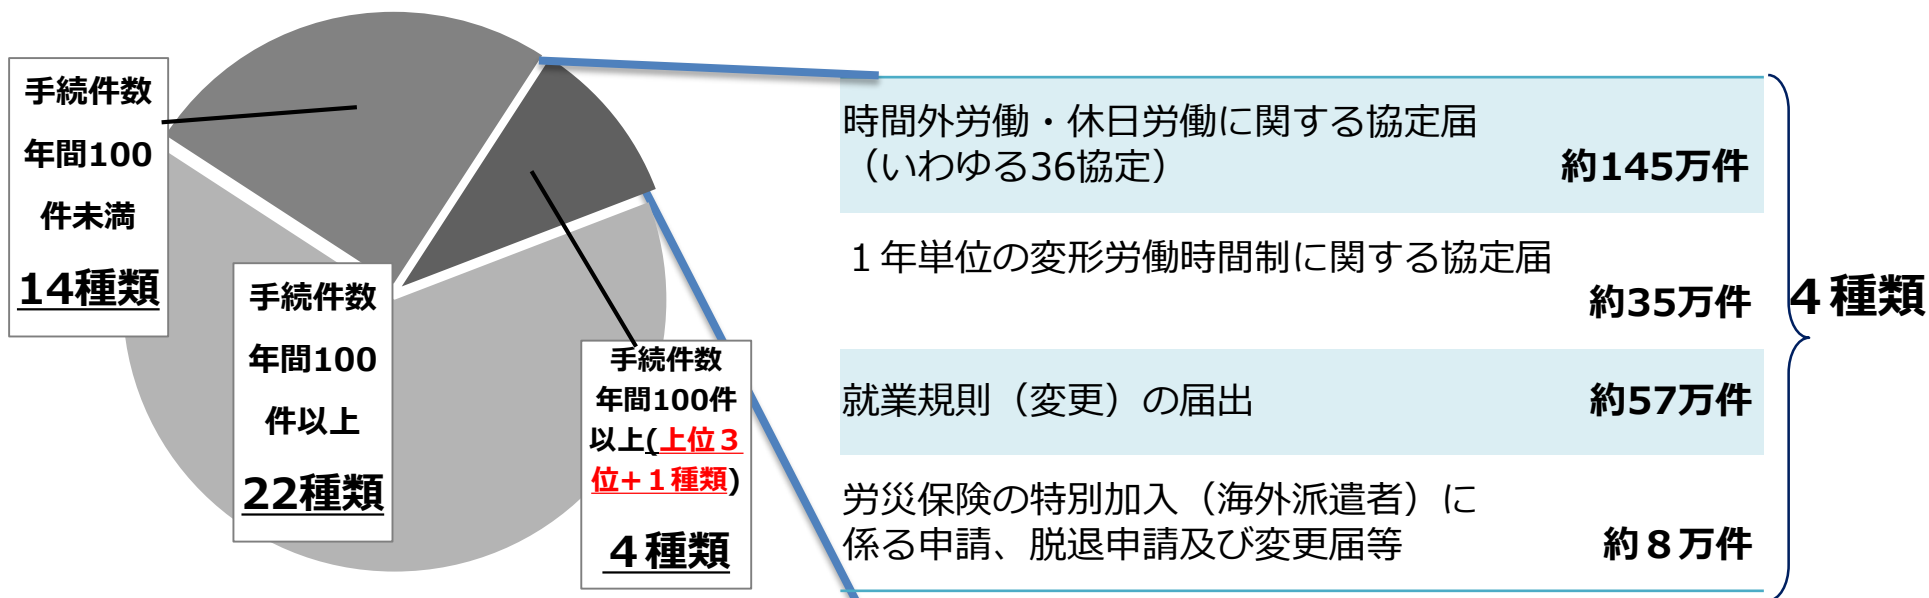 手続件数
年間100
件未満
14種類
手続件数
年間100
件以上
22種類
手続件数
年間100件
以上(上位３
位+１種類)
４種類
時間外労働・休日労働に関する協定届
（いわゆる36協定） 約145万件
１年単位の変形労働時間制に関する協定届
約35万件
就業規則（変更）の届出 約57万件
労災保険の特別加入（海外派遣者）に
係る申請、脱退申請及び変更届等 約８万件
４種類